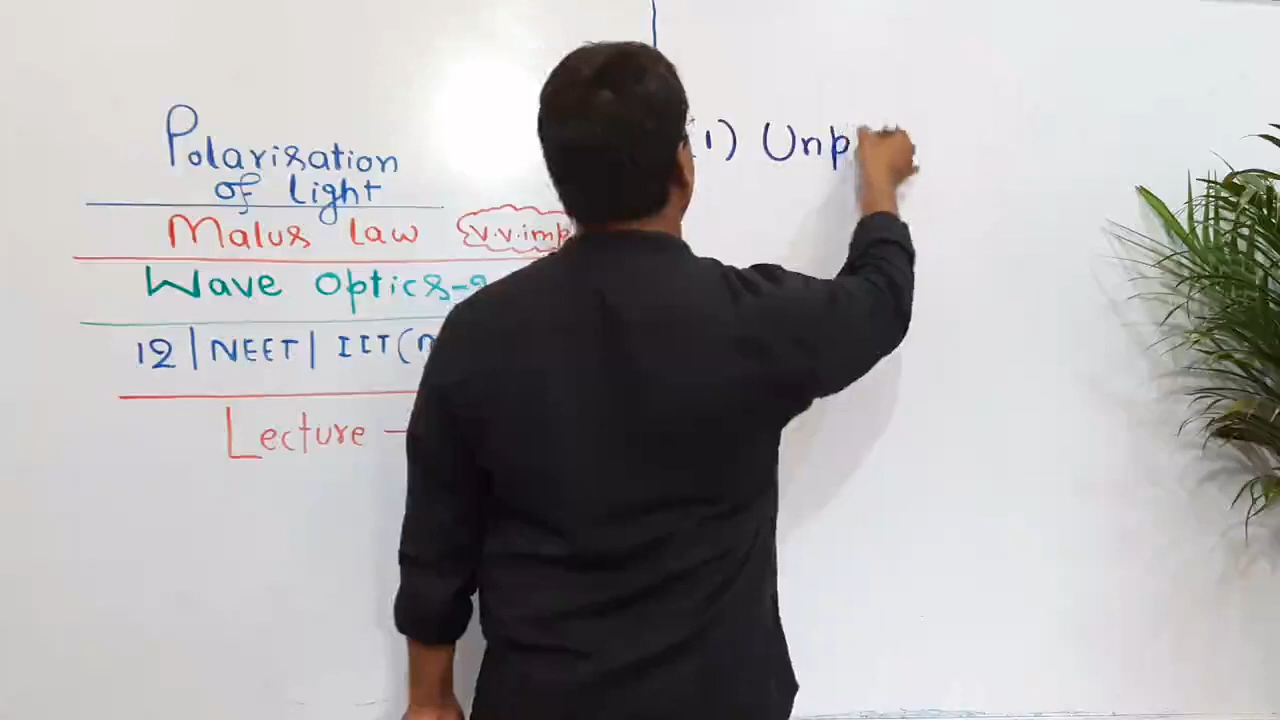 Polarisation
of Light
Malus Law v.v.imp
Wave Optics-
12 | NEET | IIT(
Lecture -
1) Unp